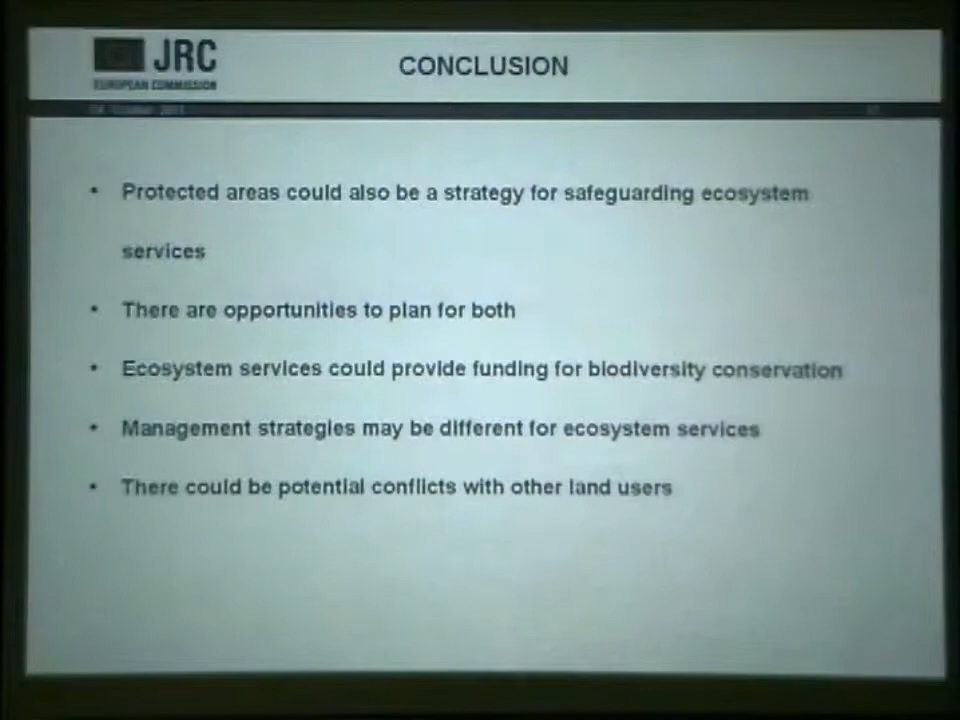 JRC
CONCLUSION
EUROPEAN COMMISSION
• Protected areas could also be a strategy for safeguarding ecosystem
services
• There are opportunities to plan for both
• Ecosystem services could provide funding for biodiversity conservation
• Management strategies may be different for ecosystem services
• There could be potential conflicts with other land users